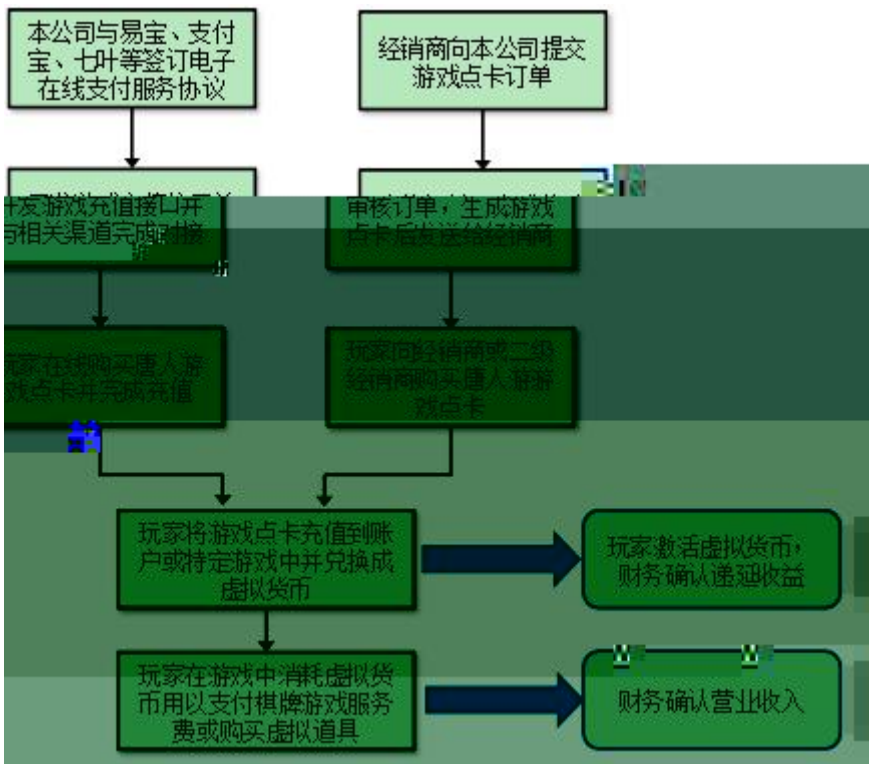 本公司与易宝、支付
宝、七叶等签订电子
在线支付服务协议
经销商向本公司提交
游戏点卡订单
开发游戏充值接口并
与相关渠道完成对接
审核订单，生成游戏
点卡后发送给经销商
玩家在线购买唐人游
戏点卡并完成充值
玩家向经销商或二级
经销商购买唐人游游
戏点卡
玩家将游戏点卡充值到账
户或特定游戏中并兑换成
虚拟货币
玩家激活虚拟货币，
财务确认递延收益
玩家在游戏中消耗虚拟货
币用以支付棋牌游戏服务
费或购买虚拟道具
财务确认营业收入